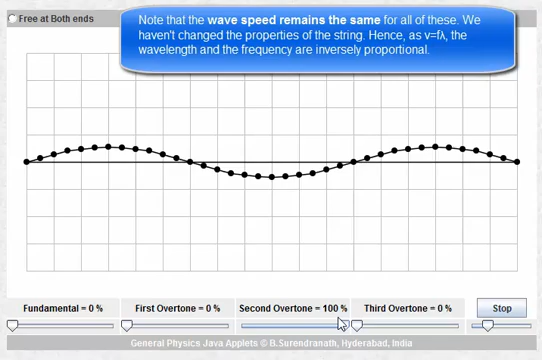 Free at Both ends
Note that the wave speed remains the same for all of these. We
haven't changed the properties of the string. Hence, as v=fλ, the
wavelength and the frequency are inversely proportional.
Fundamental = 0 % First Overtone = 0 % Second Overtone = 100 % Third Overtone = 0 % Stop
General Physics Java Applets © B.Surendranath, Hyderabad, India